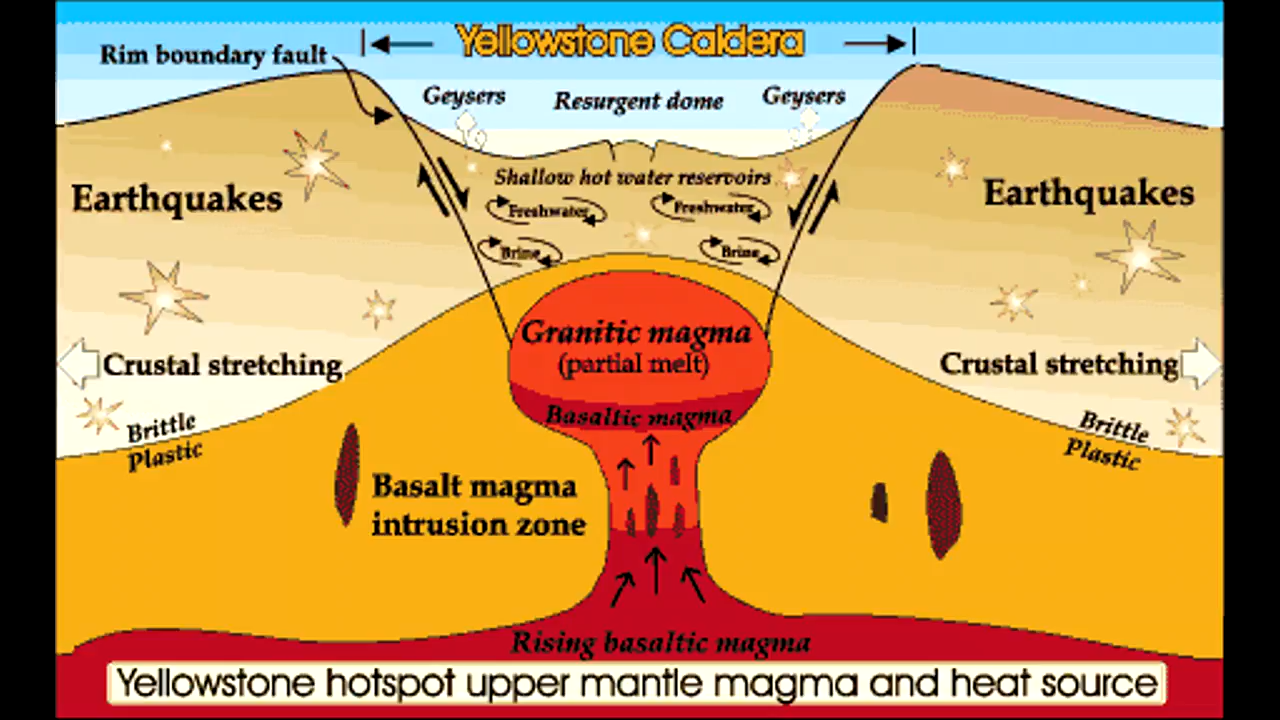 Yellowstone Caldera
Rim boundary fault
Geysers
Resurgent dome
Geysers
Shallow hot water reservoirs
Earthquakes
Earthquakes
Freshwater
Freshwater
Brine
Brine
Granitic magma
(partial melt)
Crustal stretching
Crustal stretching
Basaltic magma
Brittle
Plastic
Brittle
Plastic
Basalt magma
intrusion zone
Rising basaltic magma
Yellowstone hotspot upper mantle magma and heat source